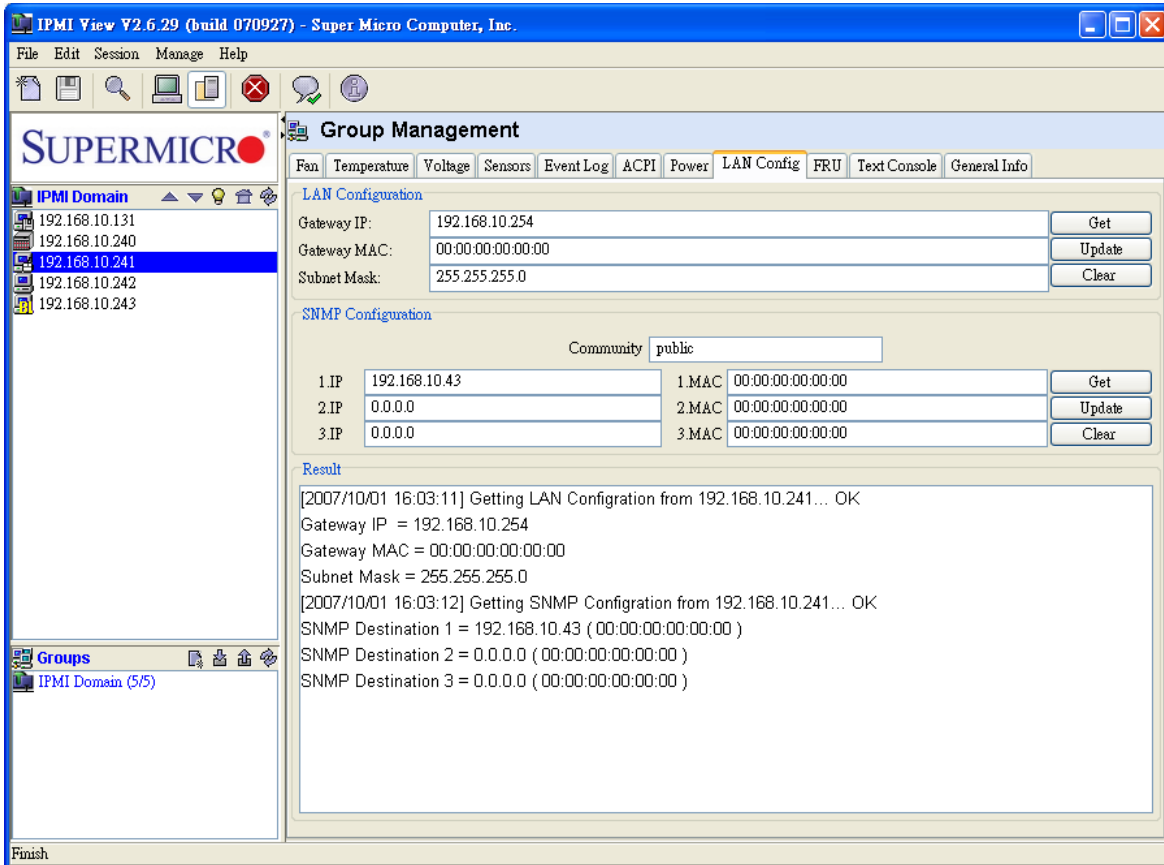 IPMI View V2.6.29 (build 070927) - Super Micro Computer, Inc.
File Edit Session Manage Help
SUPERMICRO®
IPMI Domain
192.168.10.131
192.168.10.240
192.168.10.241
192.168.10.242
192.168.10.243
Groups
IPMI Domain (5/5)
Group Management
Fan Temperature Voltage Sensors Event Log ACPI Power LAN Config FRU Text Console General Info
LAN Configuration
Gateway IP: 192.168.10.254 Get
Gateway MAC: 00:00:00:00:00:00 Update
Subnet Mask: 255.255.255.0 Clear
SNMP Configuration
Community public
1.IP 192.168.10.43 1.MAC 00:00:00:00:00:00 Get
2.IP 0.0.0.0 2.MAC 00:00:00:00:00:00 Update
3.IP 0.0.0.0 3.MAC 00:00:00:00:00:00 Clear
Result
[2007/10/01 16:03:11] Getting LAN Configration from 192.168.10.241... OK
Gateway IP = 192.168.10.254
Gateway MAC = 00:00:00:00:00:00
Subnet Mask = 255.255.255.0
[2007/10/01 16:03:12] Getting SNMP Configration from 192.168.10.241... OK
SNMP Destination 1 = 192.168.10.43 ( 00:00:00:00:00:00 )
SNMP Destination 2 = 0.0.0.0 ( 00:00:00:00:00:00 )
SNMP Destination 3 = 0.0.0.0 ( 00:00:00:00:00:00 )
Finish